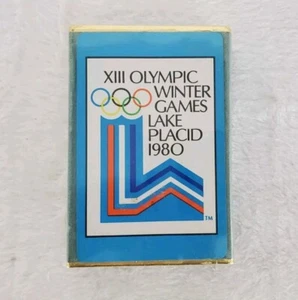 XIII OLYMPIC
WINTER
GAMES
LAKE
PLACID
1980
TM